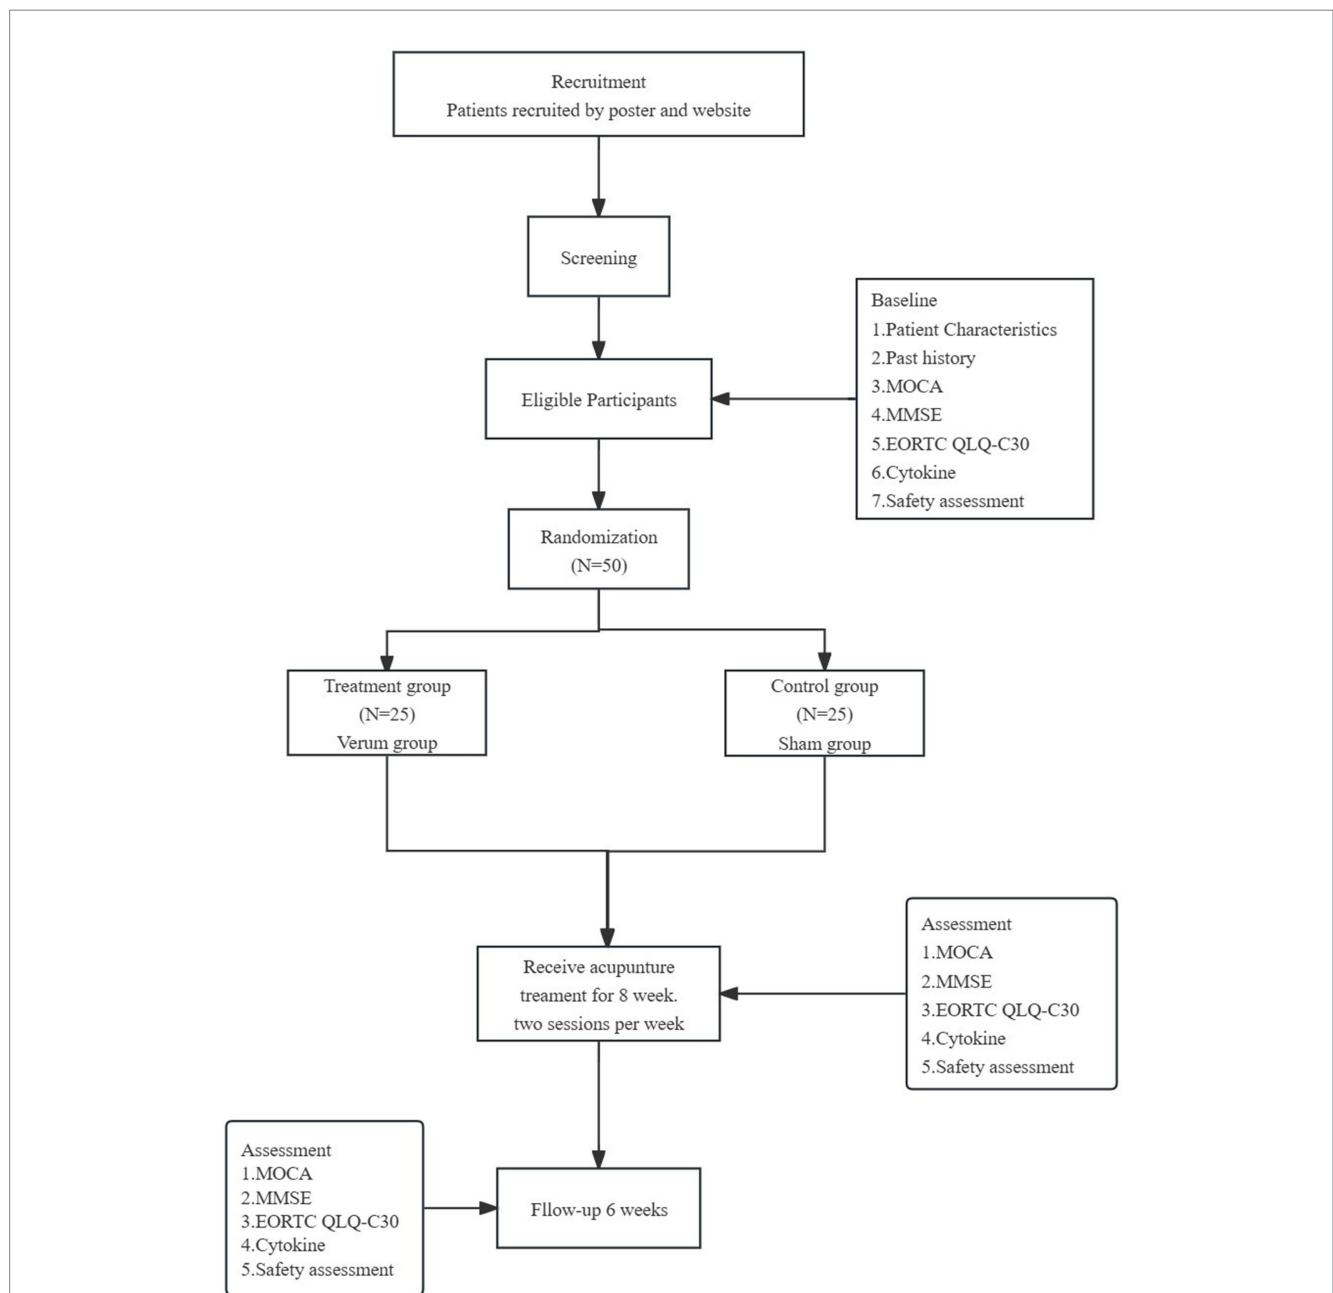 Recruitment
Patients recruited by poster and website
Screening
Baseline
1.Patient Characteristics
2.Past history
3.MOCA
4.MMSE
5.EORTC QLQ-C30
6.Cytokine
7.Safety assessment
Eligible Participants
Randomization
(N=50)
Treatment group
(N=25)
Verum group
Control group
(N=25)
Sham group
Receive acupunture
treament for 8 week.
two sessions per week
Assessment
1.MOCA
2.MMSE
3.EORTC QLQ-C30
4.Cytokine
5.Safety assessment
Assessment
1.MOCA
2.MMSE
3.EORTC QLQ-C30
4.Cytokine
5.Safety assessment
Fllow-up 6 weeks